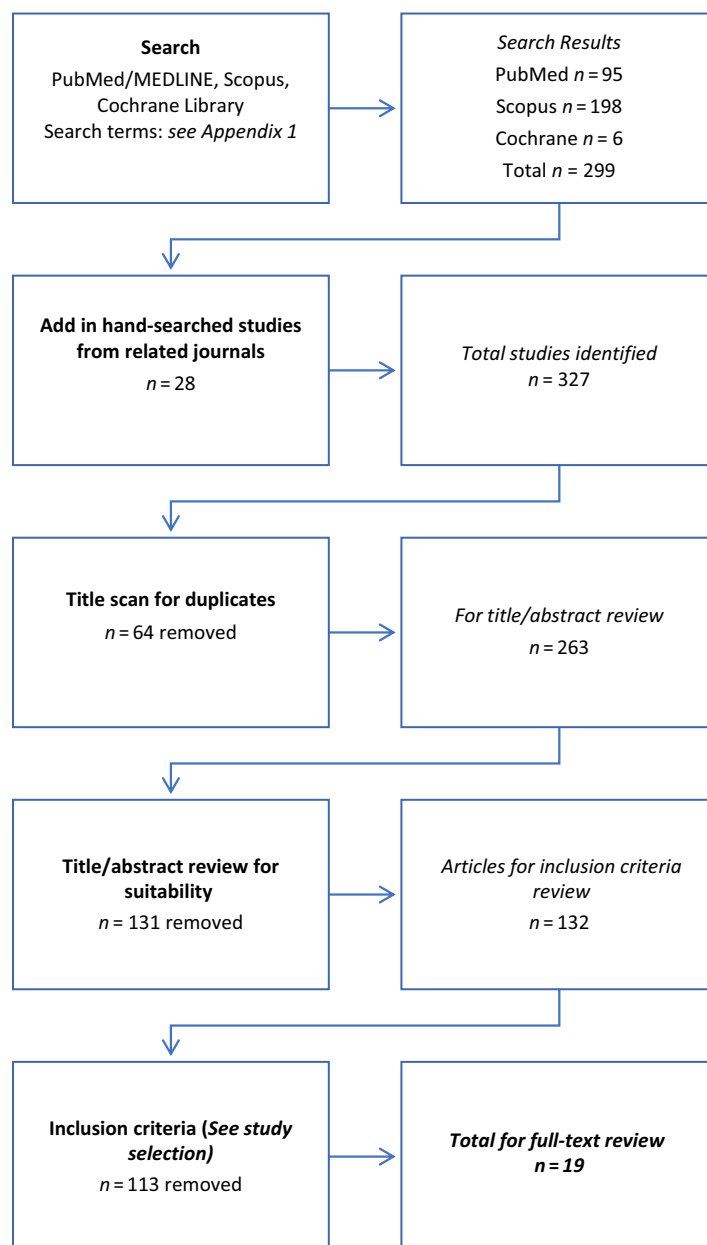 Search
PubMed/MEDLINE, Scopus,
Cochrane Library
Search terms: see Appendix 1
Search Results
PubMed n = 95
Scopus n = 198
Cochrane n = 6
Total n = 299
Add in hand-searched studies
from related journals
n = 28
Total studies identified
n = 327
Title scan for duplicates
n = 64 removed
For title/abstract review
n = 263
Title/abstract review for
suitability
n = 131 removed
Articles for inclusion criteria
review
n = 132
Inclusion criteria (See study
selection)
n = 113 removed
Total for full-text review
n = 19